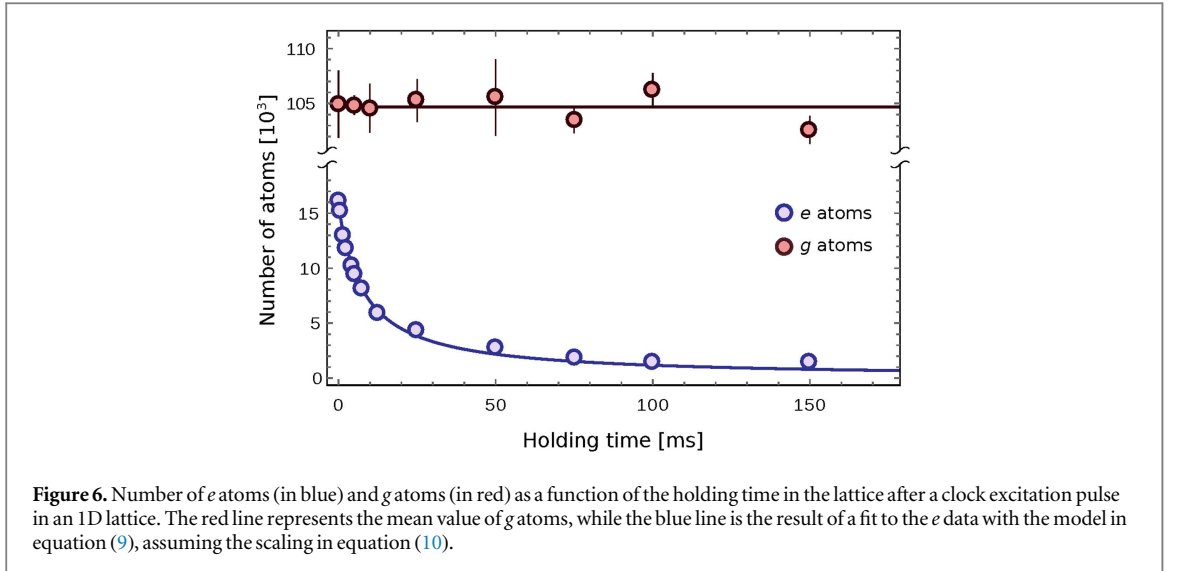 110
105
15
10
5
0
Number of atoms [10³]
e atoms
g atoms
0 50 100 150
Holding time [ms]
Figure 6. Number of e atoms (in blue) and g atoms (in red) as a function of the holding time in the lattice after a clock excitation pulse
in an 1D lattice. The red line represents the mean value of g atoms, while the blue line is the result of a fit to the e data with the model in
equation (9), assuming the scaling in equation (10).